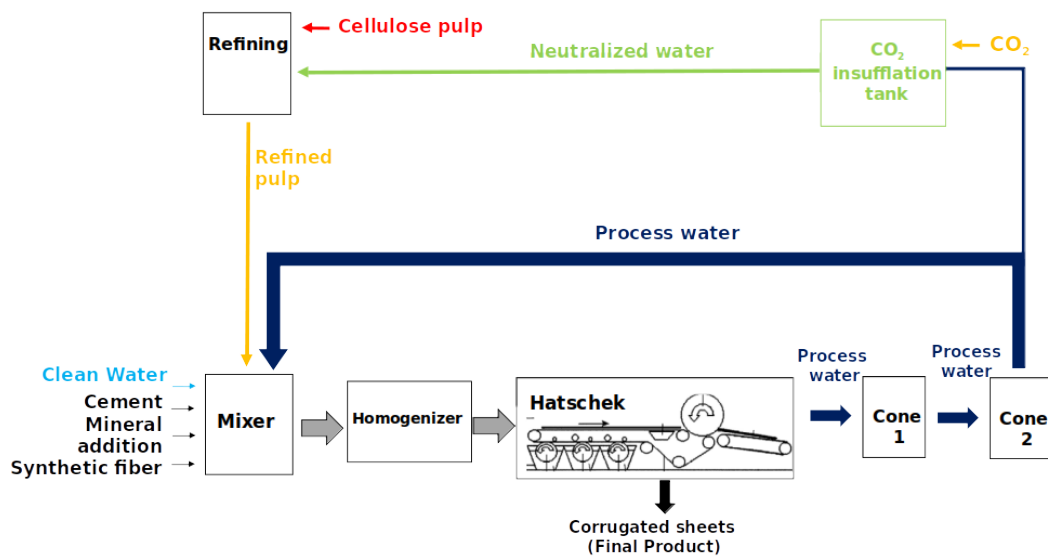 Refining
Cellulose pulp
Neutralized water
CO₂
insufflation
tank
CO₂
Refined
pulp
Process water
Clean Water
Cement
Mineral
addition
Synthetic fiber
Mixer
Homogenizer
Hatschek
Process
water
Cone
1
Process
water
Cone
2
Corrugated sheets
(Final Product)